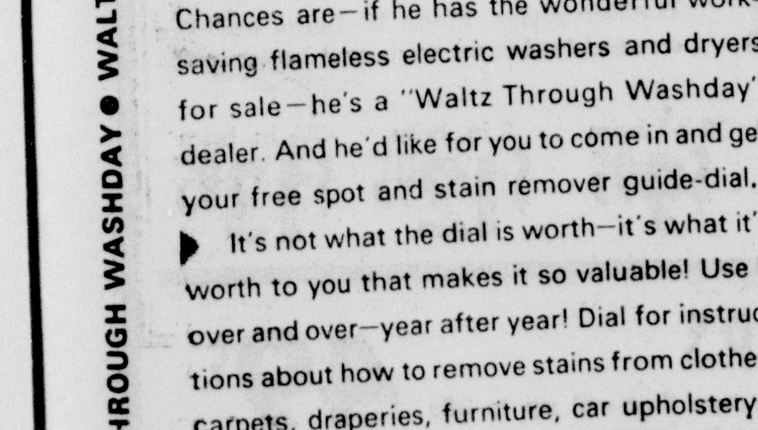 Chances are—if he has the wonderful work-
saving flameless electric washers and dryers
for sale—he's a "Waltz Through Washday"
dealer. And he'd like for you to come in and ge
your free spot and stain remover guide-dial.
It's not what the dial is worth—it's what it'
worth to you that makes it so valuable! Use
over and over—year after year! Dial for instruc
tions about how to remove stains from clothe
carpets, draperies, furniture, car upholstery
HROUGH WASHDAY ● WALT